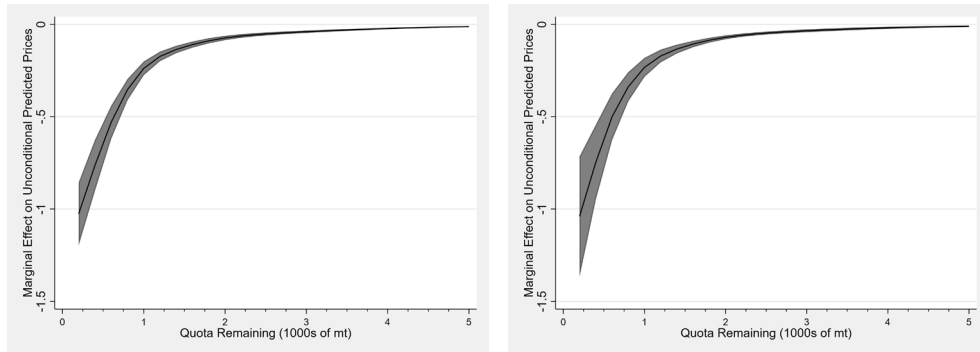 Marginal Effect on Unconditional Predicted Prices
0
-.5
-1
-1.5
0 1 2 3 4 5
Quota Remaining (1000s of mt)
Marginal Effect on Unconditional Predicted Prices
0
-.5
-1
-1.5
0 1 2 3 4 5
Quota Remaining (1000s of mt)